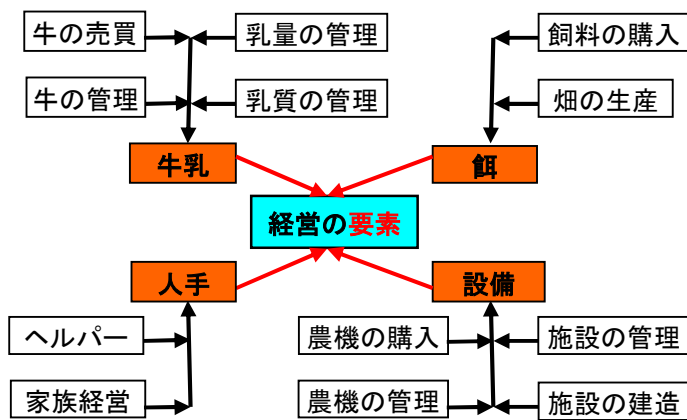 牛の売買
乳量の管理
飼料の購入
牛の管理
乳質の管理
畑の生産
牛乳
餌
経営の要素
人手
設備
ヘルパー
農機の購入
施設の管理
家族経営
農機の管理
施設の建造